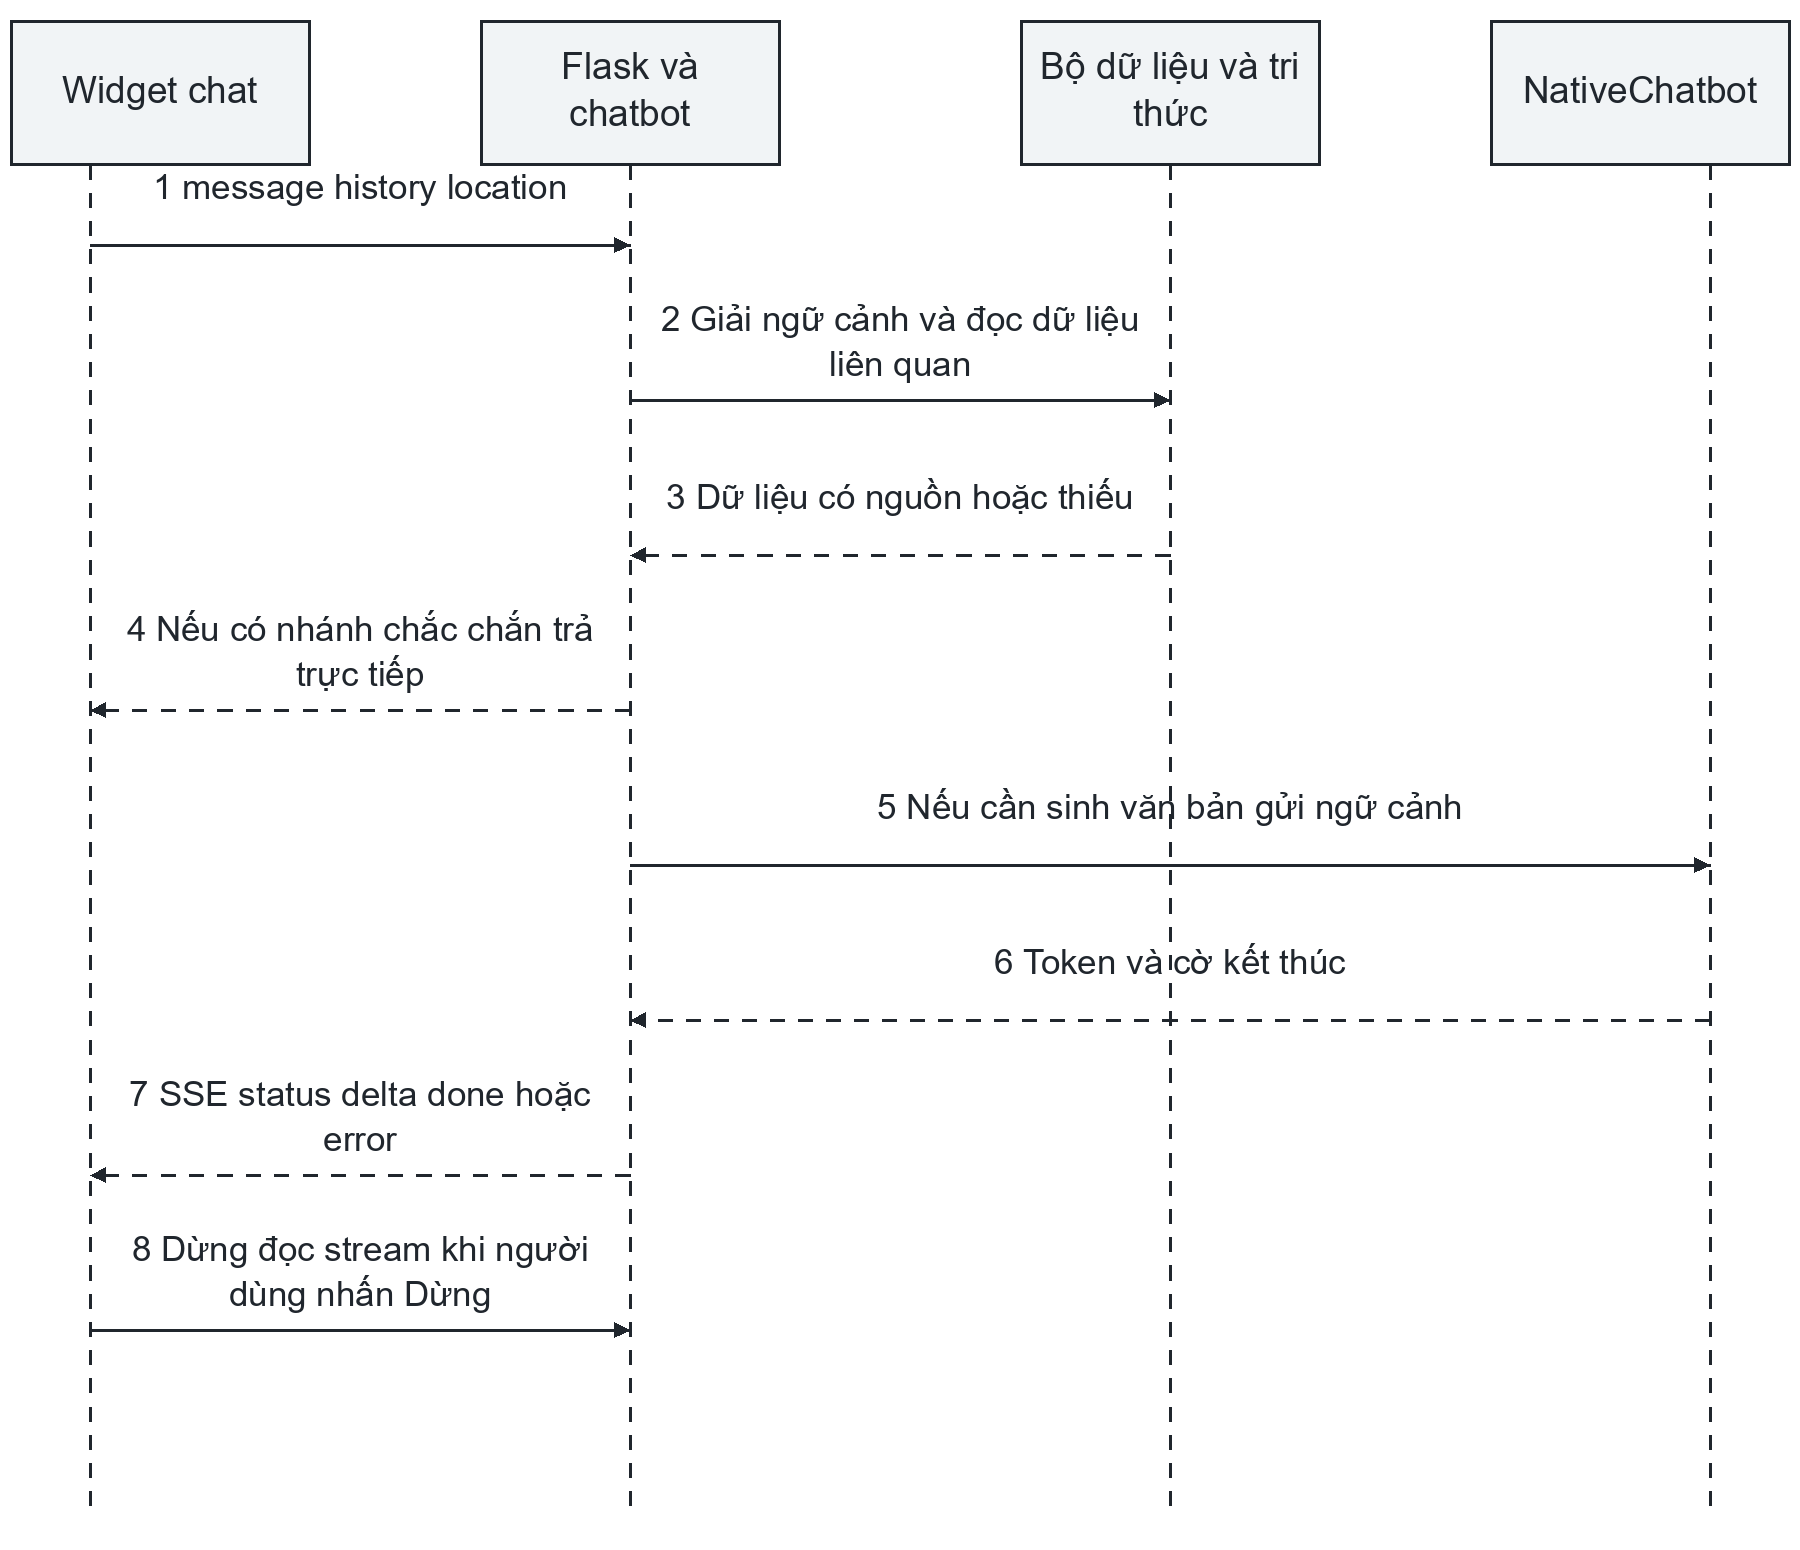 Widget chat
Flask và
chatbot
Bộ dữ liệu và tri
thức
NativeChatbot
1 message history location
2 Giải ngữ cảnh và đọc dữ liệu
liên quan
3 Dữ liệu có nguồn hoặc thiếu
4 Nếu có nhánh chắc chắn trả
trực tiếp
5 Nếu cần sinh văn bản gửi ngữ cảnh
6 Token và cờ kết thúc
7 SSE status delta done hoặc
error
8 Dừng đọc stream khi người
dùng nhấn Dừng